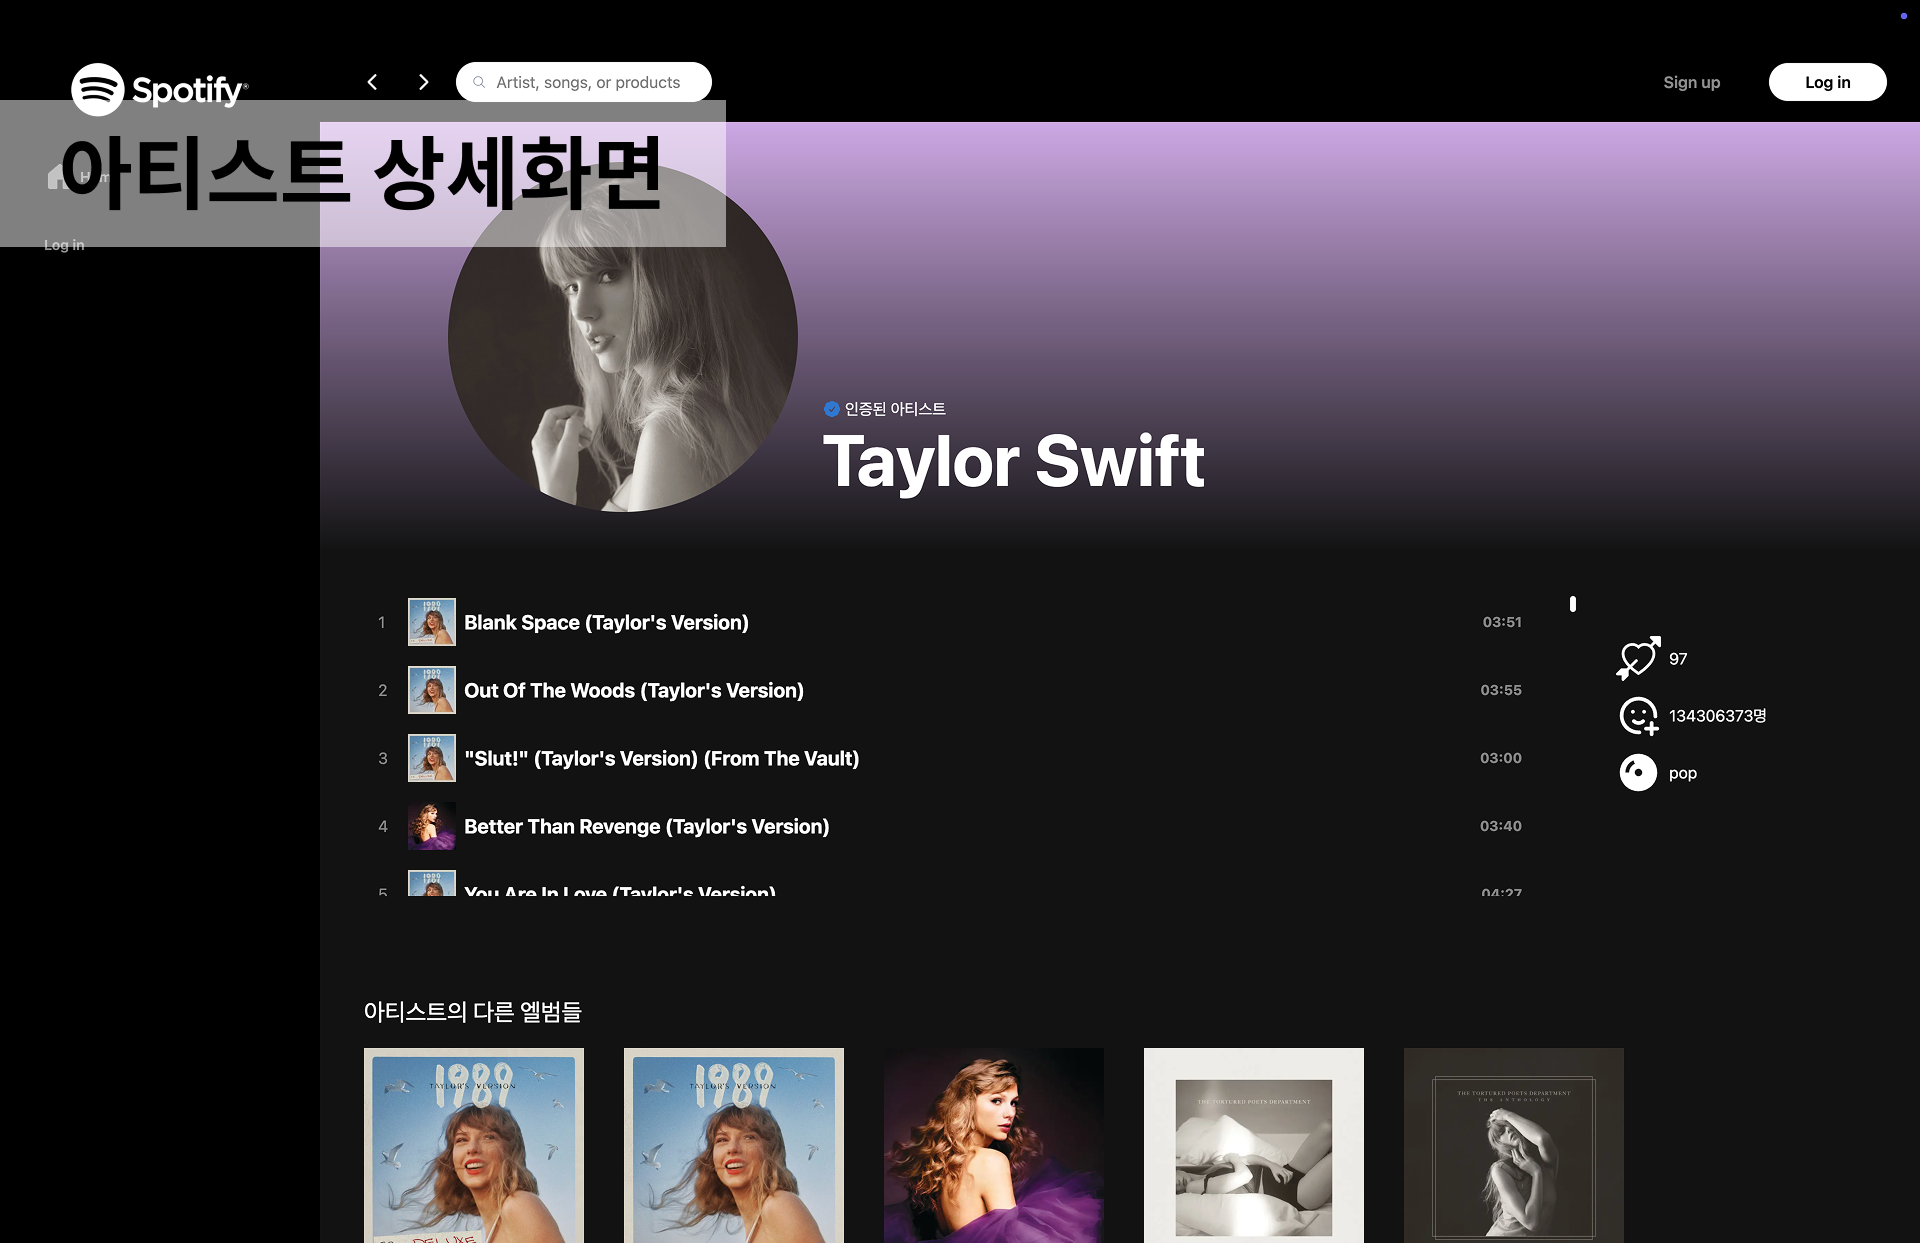 Spotify®
Artist, songs, or products
Sign up
Log in
아티스트 상세화면
Log in
인증된 아티스트
Taylor Swift
1 Blank Space (Taylor's Version) 03:51
2 Out Of The Woods (Taylor's Version) 03:55
3 "Slut!" (Taylor's Version) (From The Vault) 03:00
4 Better Than Revenge (Taylor's Version) 03:40
5 You Are In Love (Taylor's Version) 04:27
97
134306373명
pop
아티스트의 다른 엘범들
1989
TAYLOR'S VERSION
DELUXE
1989
TAYLOR'S VERSION
THE TORTURED POETS DEPARTMENT
THE TORTURED POETS DEPARTMENT
THE ANTHOLOGY